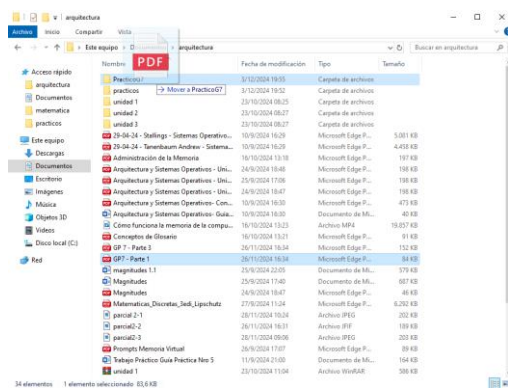 arquitectura
Archivo Inicio Compartir Vista
Este equipo > > arquitectura Buscar en arquitectura
Nombre Fecha de modificación Tipo Tamaño
PDF
Acceso rápido
arquitectura
Documentos
matematica
practicos
Este equipo
Descargas
Documentos
Escritorio
Imágenes
Música
Objetos 3D
Videos
Disco local (C:)
Red
PracticoG7 3/12/2024 19:55 Carpeta de archivos
practicos 3/12/2024 19:52 Carpeta de archivos
→ Mover a PracticoG7
unidad 1 23/10/2024 08:25 Carpeta de archivos
unidad 2 23/10/2024 08:27 Carpeta de archivos
unidad 3 23/10/2024 08:27 Carpeta de archivos
29-04-24 - Stallings - Sistemas Operativo... 10/9/2024 16:29 Microsoft Edge P... 5.001 KB
29-04-24 - Tanenbaum Andrew - Sistema... 10/9/2024 16:29 Microsoft Edge P... 4.458 KB
Administración de la Memoria 16/10/2024 13:18 Microsoft Edge P... 197 KB
Arquitectura y Sistemas Operativos - Uni... 24/9/2024 18:48 Microsoft Edge P... 198 KB
Arquitectura y Sistemas Operativos - Uni... 25/9/2024 17:06 Microsoft Edge P... 198 KB
Arquitectura y Sistemas Operativos - Uni... 24/9/2024 18:47 Microsoft Edge P... 198 KB
Arquitectura y Sistemas Operativos- Con... 10/9/2024 16:30 Microsoft Edge P... 473 KB
Arquitectura y Sistemas Operativos- Guia... 10/9/2024 16:30 Documento de Mi... 40 KB
Cómo funciona la memoria de le compu... 16/10/2024 13:23 Archivo MP4 19.857 KB
Conceptos de Glosario 16/10/2024 13:21 Microsoft Edge P... 91 KB
GP 7 - Parte 3 26/11/2024 16:34 Microsoft Edge P... 152 KB
GP7 - Parte 1 26/11/2024 16:34 Microsoft Edge P... 84 KB
magnitudes 1.1 25/9/2024 22:05 Documento de Mi... 579 KB
Magnitudes 25/9/2024 17:40 Documento de Mi... 607 KB
Magnitudes 24/9/2024 18:47 Microsoft Edge P... 46 KB
Matematicas_Discretas_Sedi_Lipschutz 27/9/2024 11:24 Microsoft Edge P... 6.292 KB
parcial 2-1 28/11/2024 Archivo JPEG 202 KB
parcial2-2 26/11/2024 16:31 Archivo JFIF 189 KB
parcial2-3 28/11/2024 09:06 Archivo JPEG 203 KB
Prompts Memoria Virtual 26/9/2024 17:07 Microsoft Edge P... 89 KB
Trabajo Práctico Guía Práctica Nro 5 11/9/2024 21:00 Documento de Mi... 164 KB
unidad 1 23/10/2024 11:04 Archivo WinRAR 586 KB
34 elementos 1 elemento seleccionado 83,6 KB